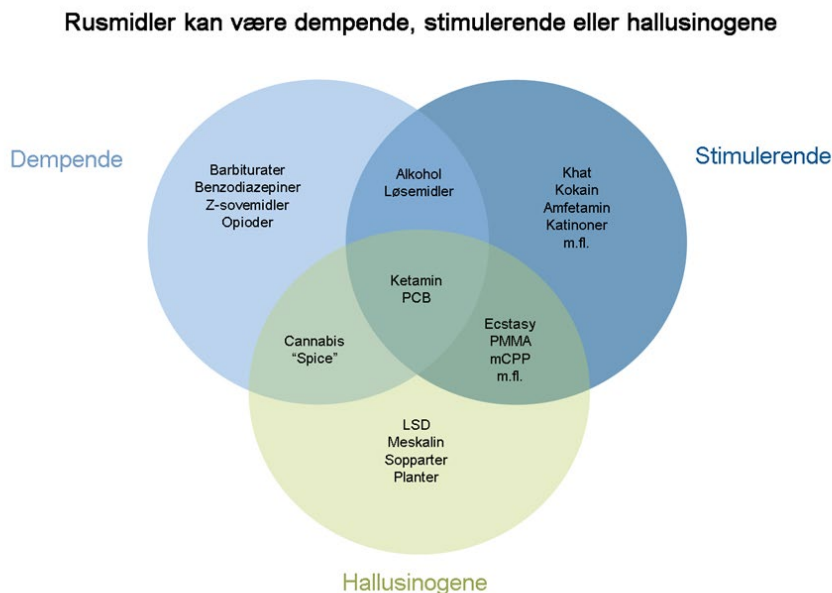 Rusmidler kan være dempende, stimulerende eller hallusinogene
Dempende
Stimulerende
Barbiturater
Benzodiazepiner
Z-sovemidler
Opioder
Alkohol
Løsemidler
Khat
Kokain
Amfetamin
Katinoner
m.fl.
Ketamin
PCB
Cannabis
“Spice”
Ecstasy
PMMA
mCPP
m.fl.
LSD
Meskalin
Sopparter
Planter
Hallusinogene